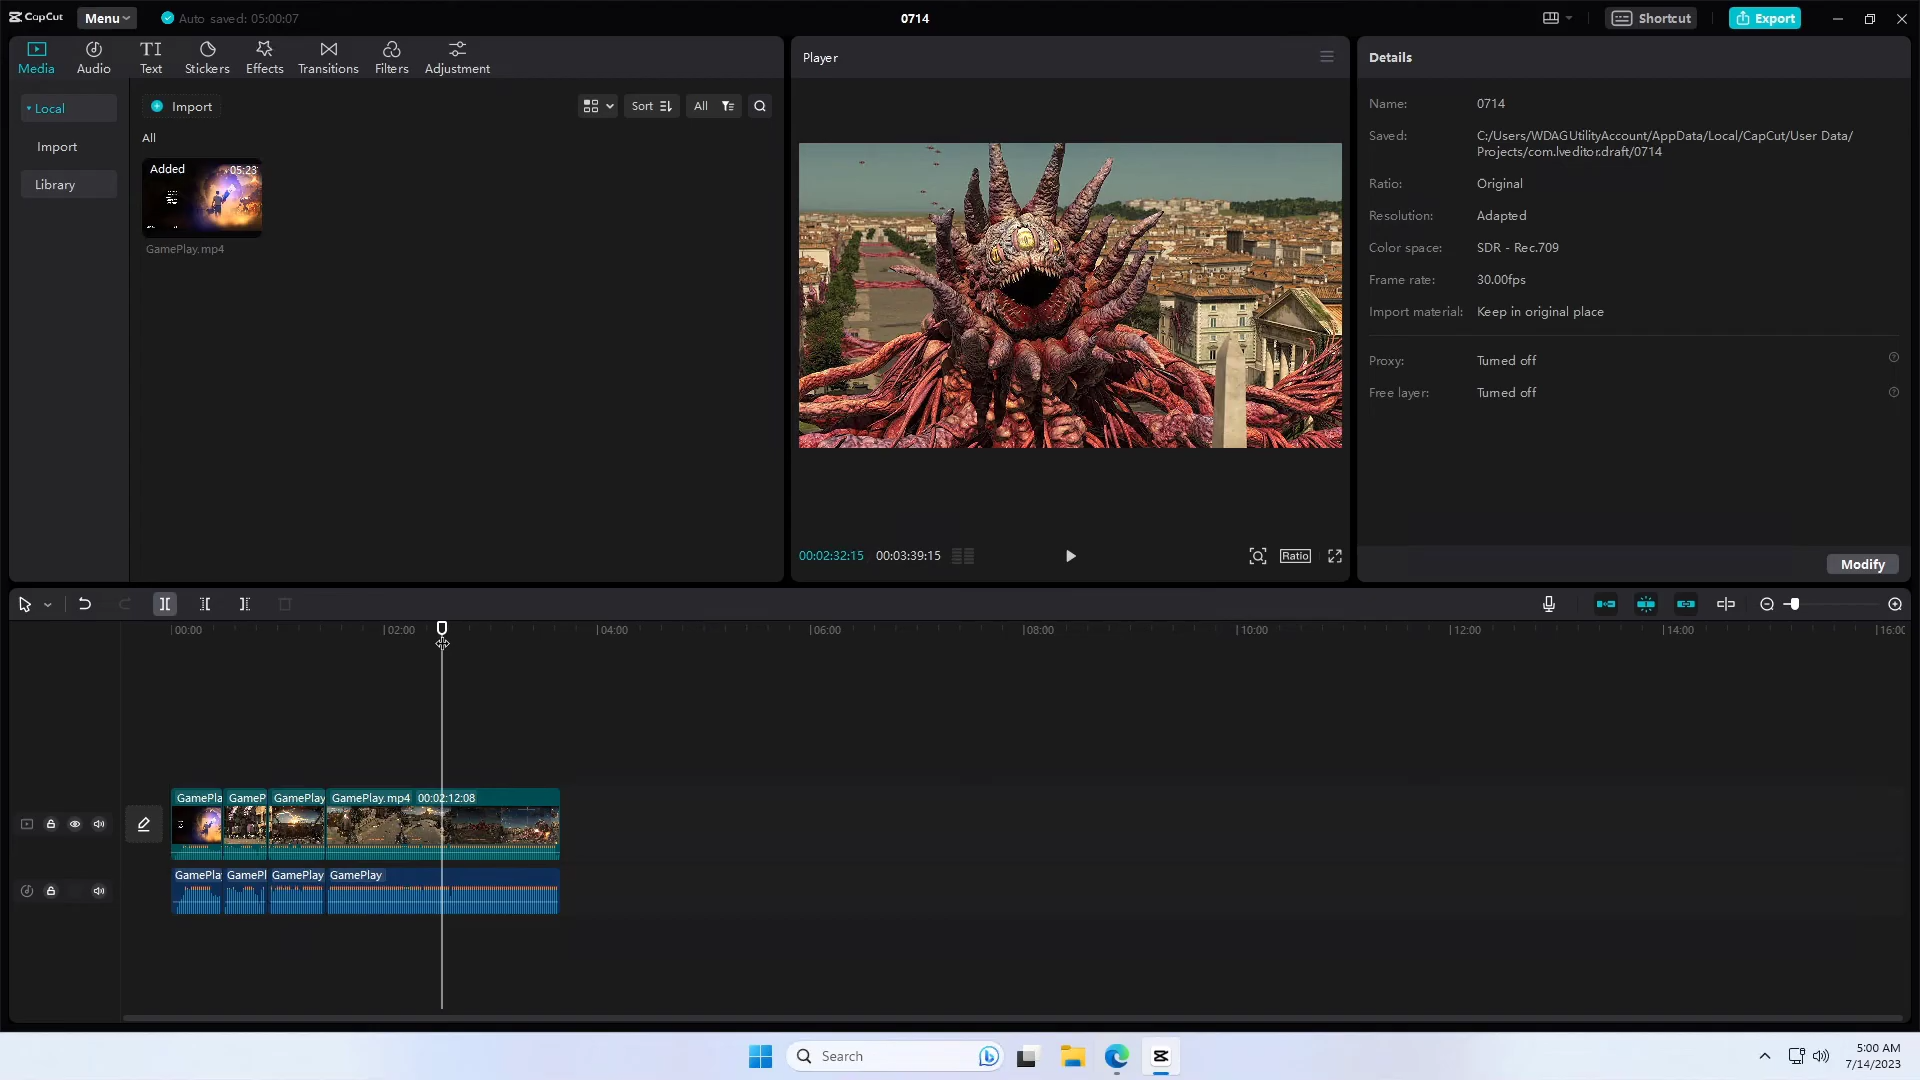 CapCut
Menu
Auto saved: 05:00:07
0714
Shortcut
Export
Media
Audio
Text
Stickers
Effects
Transitions
Filters
Adjustment
Local
Import
Library
Import
Sort
All
All
Added
05:23
GamePlay.mp4
Player
00:02:32:15
00:03:39:15
Ratio
Details
Name:
0714
Saved:
C:/Users/WDAGUtilityAccount/AppData/Local/CapCut/User Data/
Projects/com.lveditor.draft/0714
Ratio:
Original
Resolution:
Adapted
Color space:
SDR - Rec.709
Frame rate:
30.00fps
Import material:
Keep in original place
Proxy:
Turned off
Free layer:
Turned off
Modify
00:00
02:00
04:00
06:00
08:00
10:00
12:00
14:00
16:00
GamePla
GameP
GamePlay
GamePlay.mp4
00:02:12:08
GamePla
GamePl
GamePlay
GamePlay
Search
5:00 AM
7/14/2023